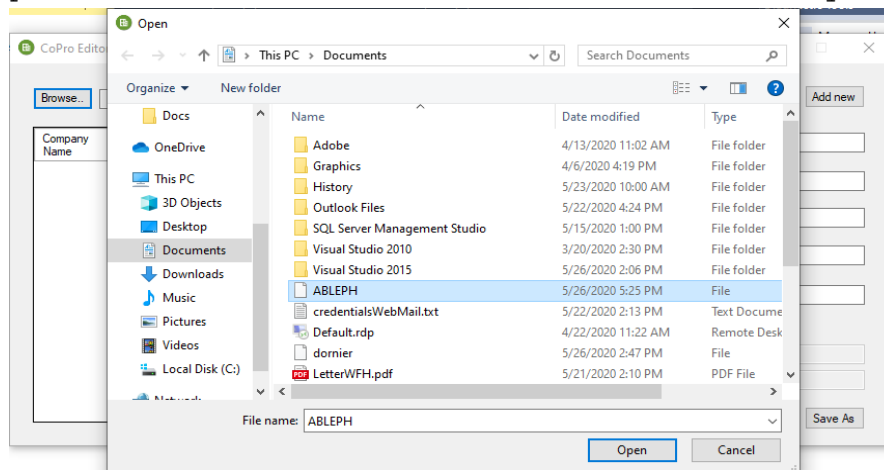 Open
CoPro Edito
This PC > Documents
Search Documents
Organize
New folder
Browse..
Add new
Company
Name
Docs
OneDrive
This PC
3D Objects
Desktop
Documents
Downloads
Music
Pictures
Videos
Local Disk (C:)
Network
Name Date modified Type
Adobe 4/13/2020 11:02 AM File folder
Graphics 4/6/2020 4:19 PM File folder
History 5/23/2020 10:00 AM File folder
Outlook Files 5/22/2020 4:24 PM File folder
SQL Server Management Studio 5/15/2020 1:00 PM File folder
Visual Studio 2010 3/20/2020 2:30 PM File folder
Visual Studio 2015 5/26/2020 2:06 PM File folder
ABLEPH 5/26/2020 5:25 PM File
credentialsWebMail.txt 5/22/2020 2:13 PM Text Docume
Default.rdp 4/22/2020 11:22 AM Remote Desk
dornier 5/26/2020 2:47 PM File
PDF LetterWFH.pdf 5/21/2020 2:10 PM PDF File
File name: ABLEPH
Save As
Open
Cancel